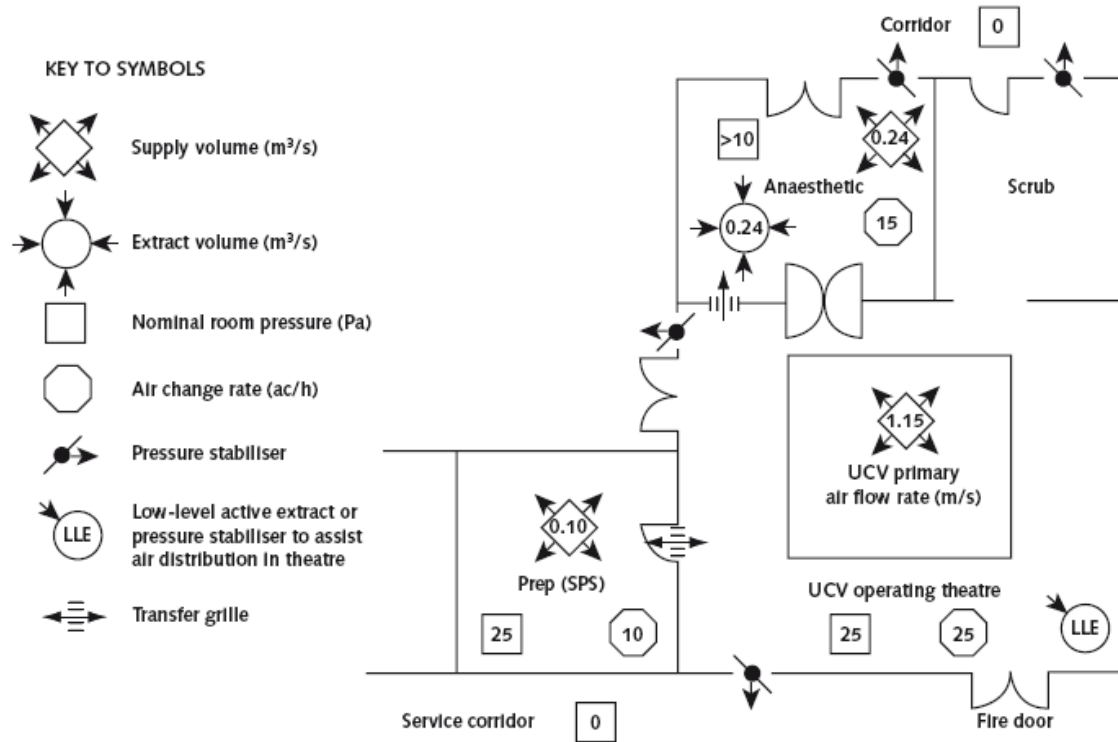 KEY TO SYMBOLS
Supply volume (m³/s)
Extract volume (m³/s)
Nominal room pressure (Pa)
Air change rate (ac/h)
Pressure stabiliser
LLE
Low-level active extract or
pressure stabiliser to assist
air distribution in theatre
Transfer grille
Corridor
0
>10
0.24
Anaesthetic
Scrub
0.24
15
1.15
UCV primary
air flow rate (m/s)
0.10
Prep (SPS)
25
10
UCV operating theatre
25
25
LLE
Service corridor
0
Fire door